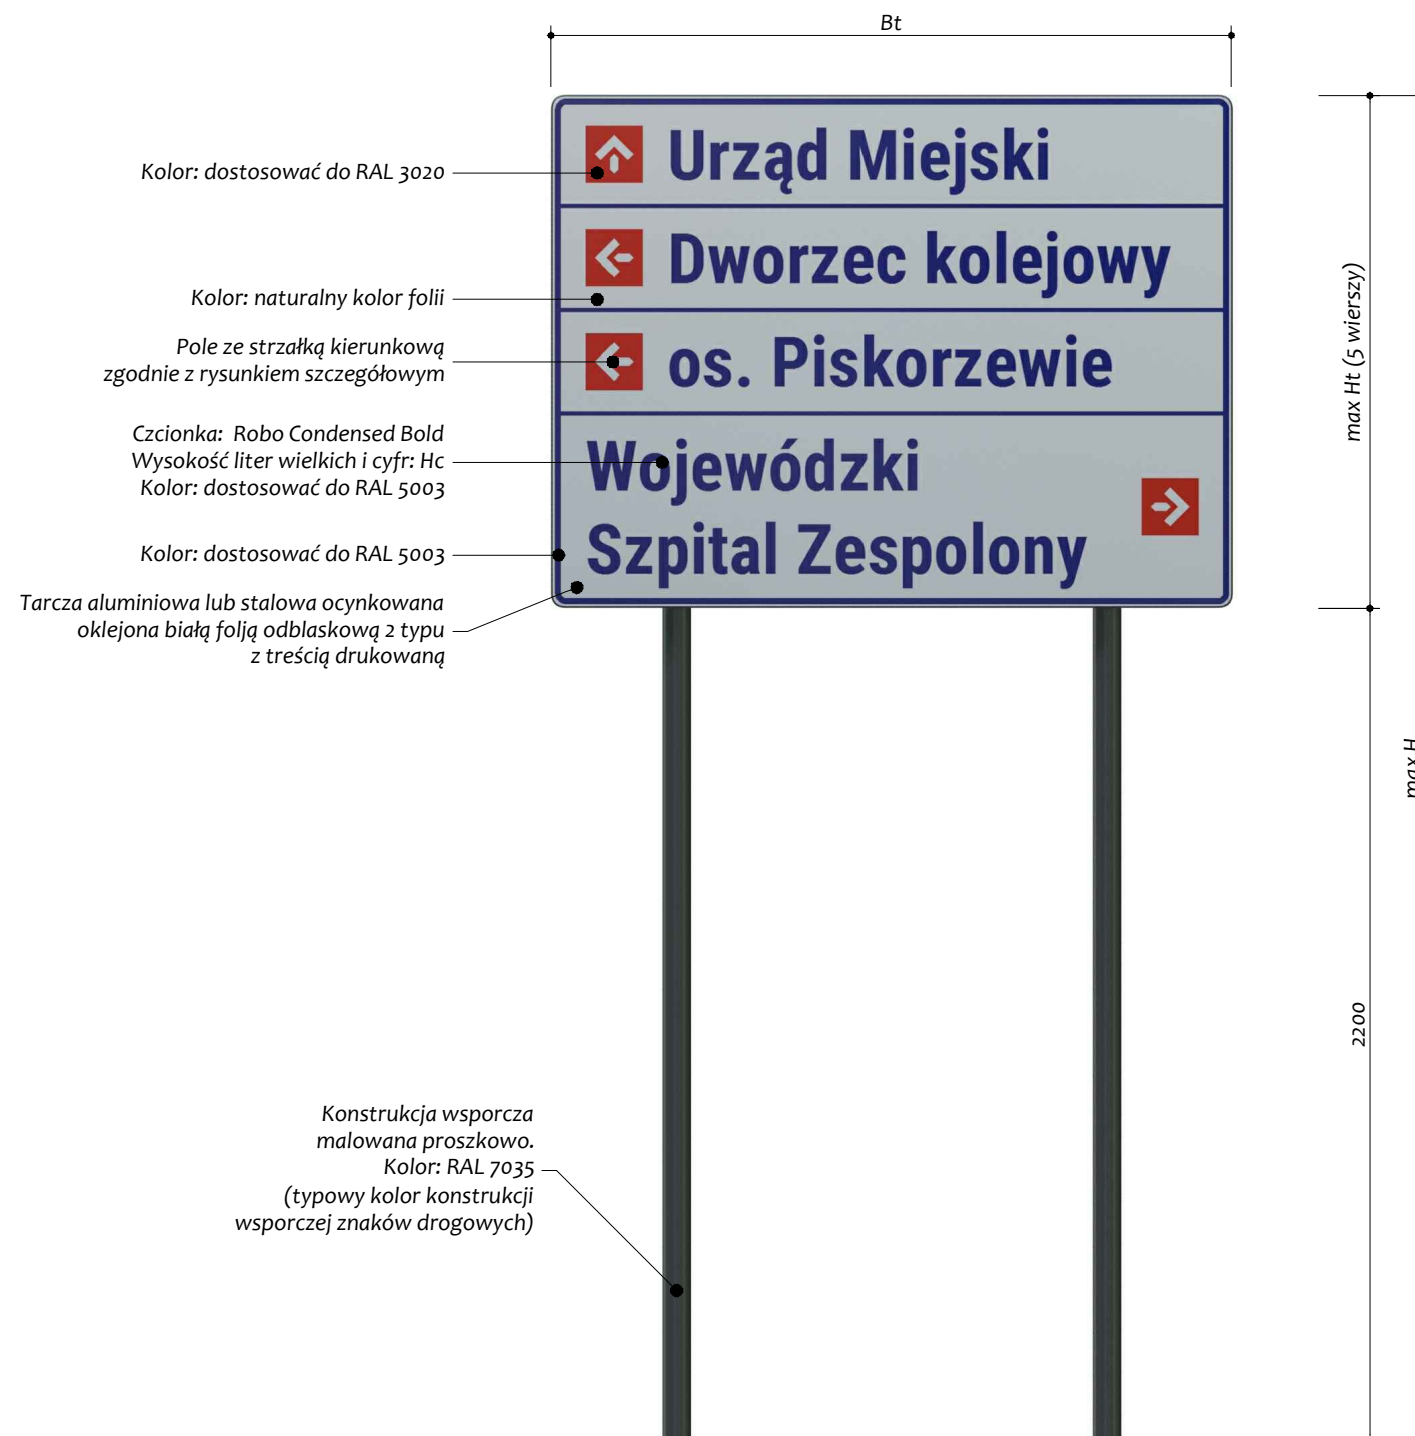 Bt
Urząd Miejski
Kolor: dostosować do RAL 3020
Dworzec kolejowy
Kolor: naturalny kolor folii
Pole ze strzałką kierunkową
zgodnie z rysunkiem szczegółowym
os. Piskorzewie
max Ht (5 wierszy)
Czcionka: Robo Condensed Bold
Wysokość liter wielkich i cyfr: Hc
Kolor: dostosować do RAL 5003
Wojewódzki
Szpital Zespolony
Kolor: dostosować do RAL 5003
Tarcza aluminiowa lub stalowa ocynkowana
oklejona białą folją odblaskową 2 typu
z treścią drukowaną
max H
2200
Konstrukcja wsporcza
malowana proszkowo.
Kolor: RAL 7035
(typowy kolor konstrukcji
wsporczej znaków drogowych)